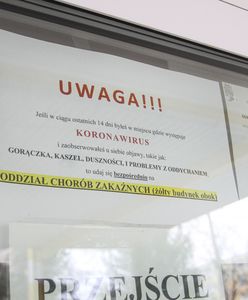 UWAGA!!!
Jeśli w ciągu ostatnich 14 dni byłeś w miejscu gdzie występuje
KORONAWIRUS
i zaobserwowałeś u siebie objawy, takie jak:
GORĄCZKA, KASZEL, DUSZNOŚCI, I PROBLEMY Z ODDYCHANIEM
to udaj się bezpośrednio na
ODDZIAŁ CHORÓB ZAKAŹNYCH (żółty budynek obok)
PRZEJŚCIE